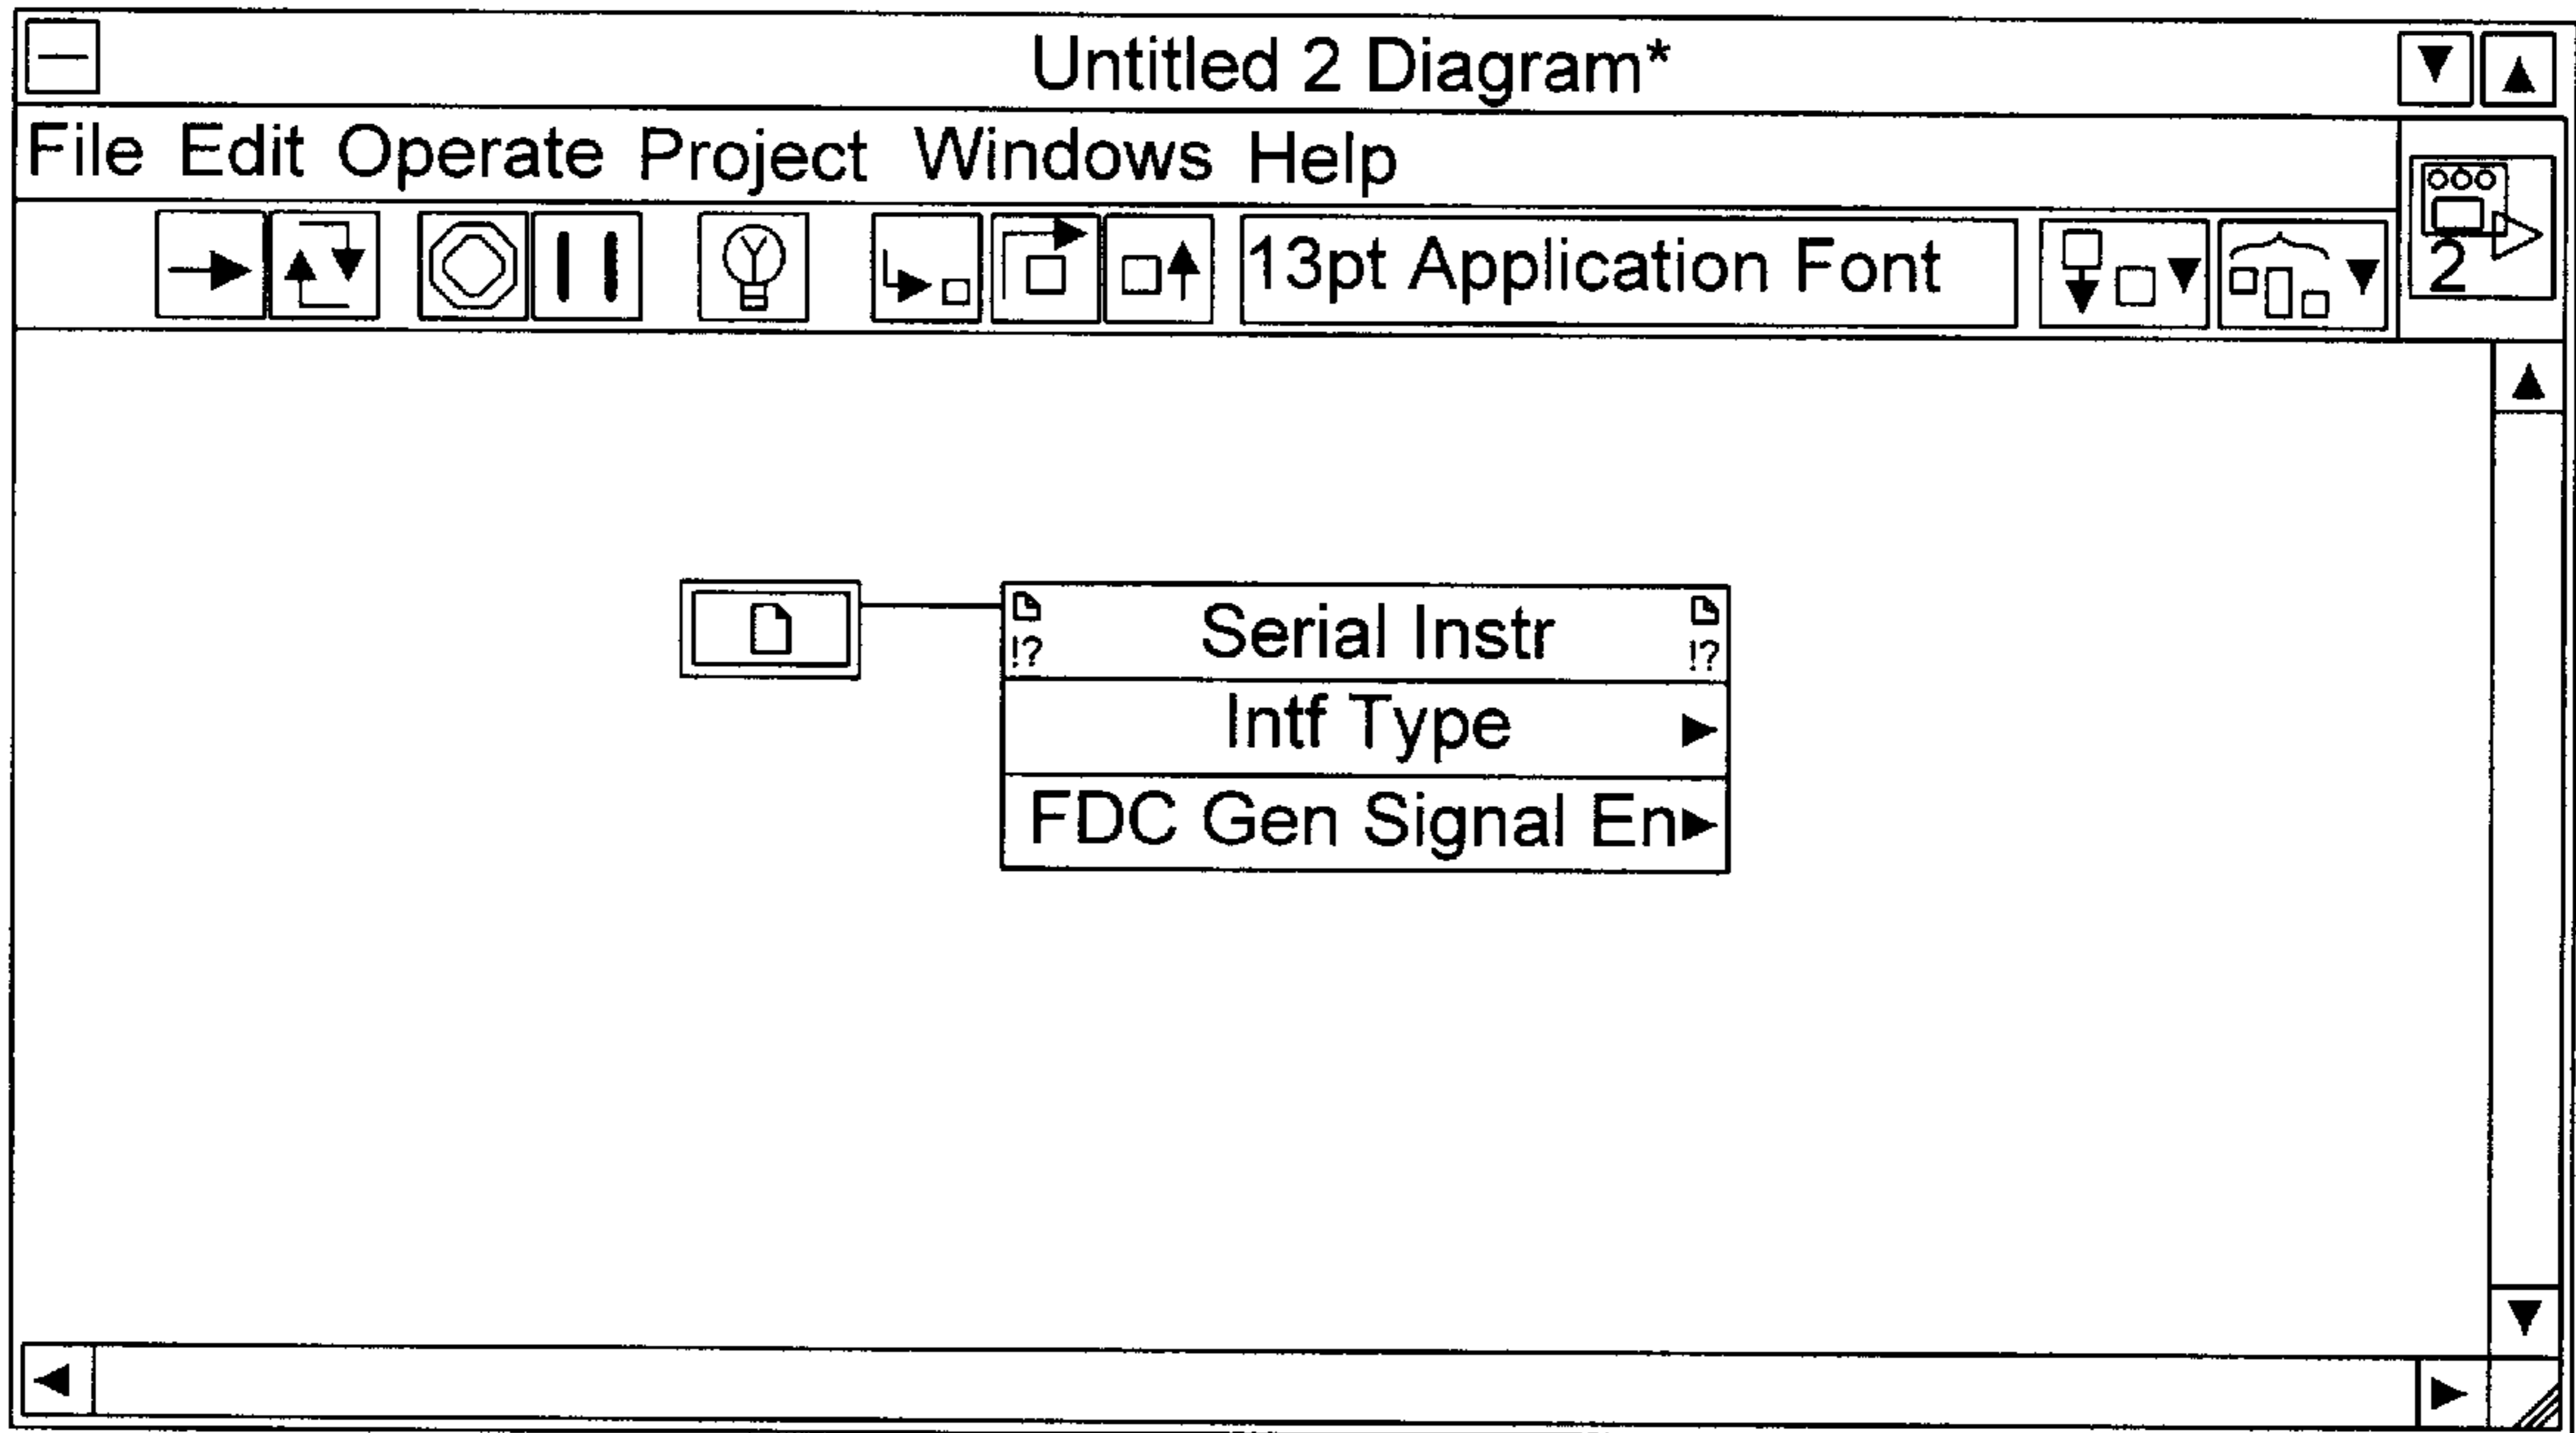 Untitled 2 Diagram*
File Edit Operate Project Windows Help
13pt Application Font
2
!? Serial Instr !?
Intf Type
FDC Gen Signal En